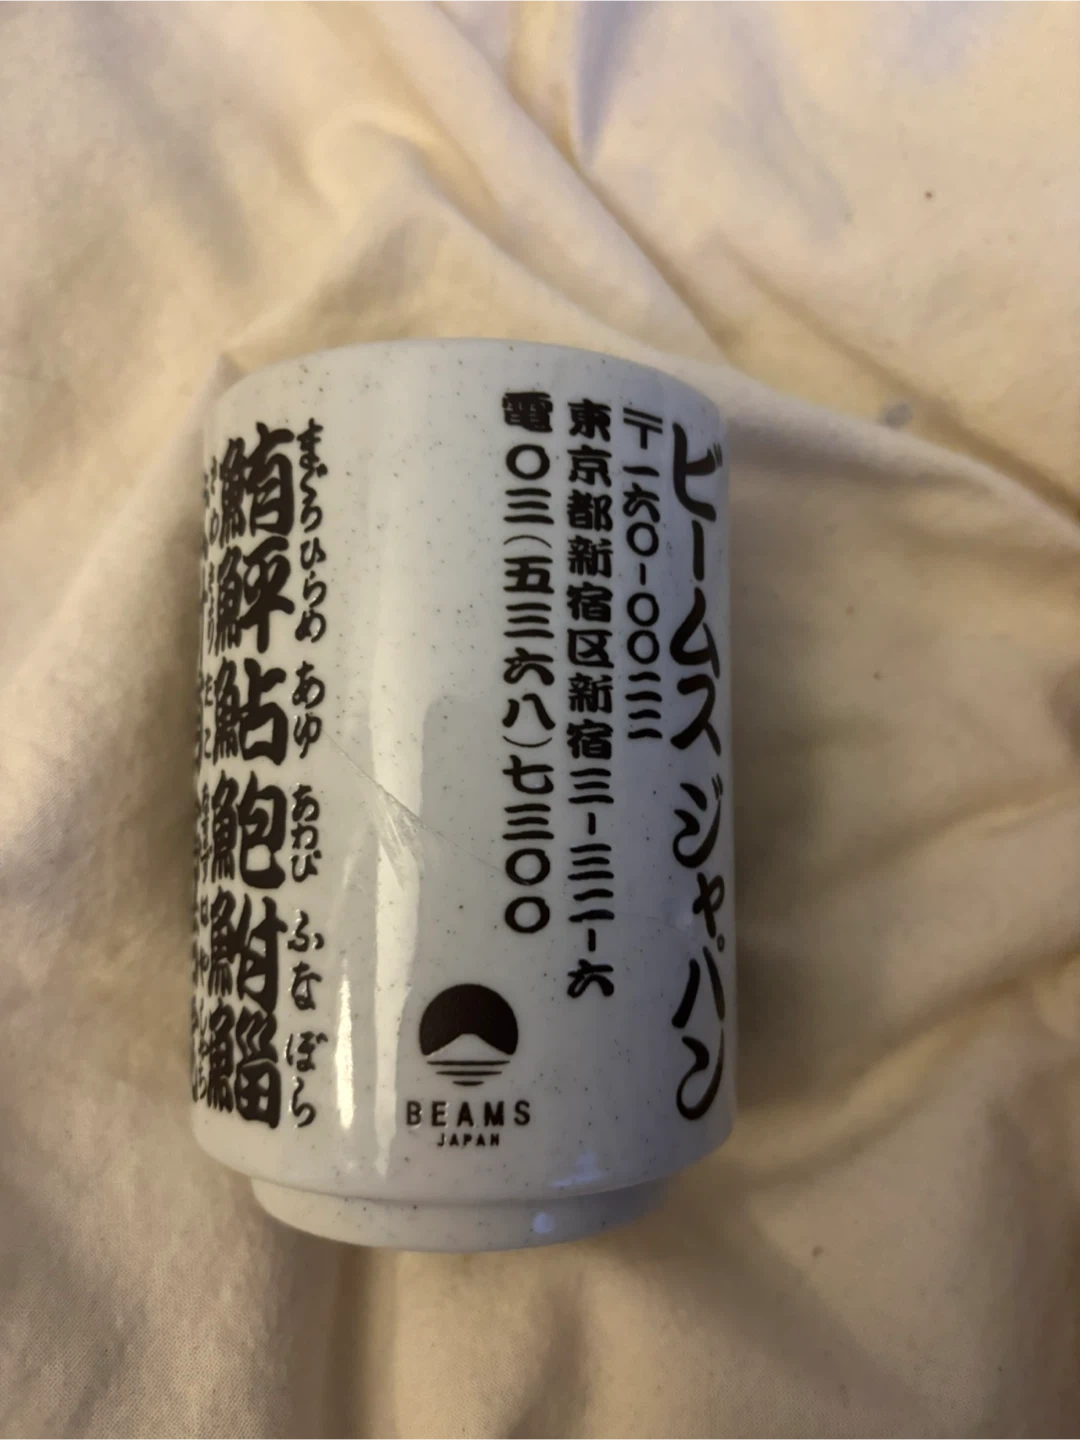 ビームス ジャパン
〒一六〇-〇〇二二
東京都新宿区新宿三-三二-六
電〇三(五三六八)七三〇〇
BEAMS
JAPAN
まぐろ ひらめ あゆ あわび ふな ぼら
鮪鮃鮎鮑鮒鯔